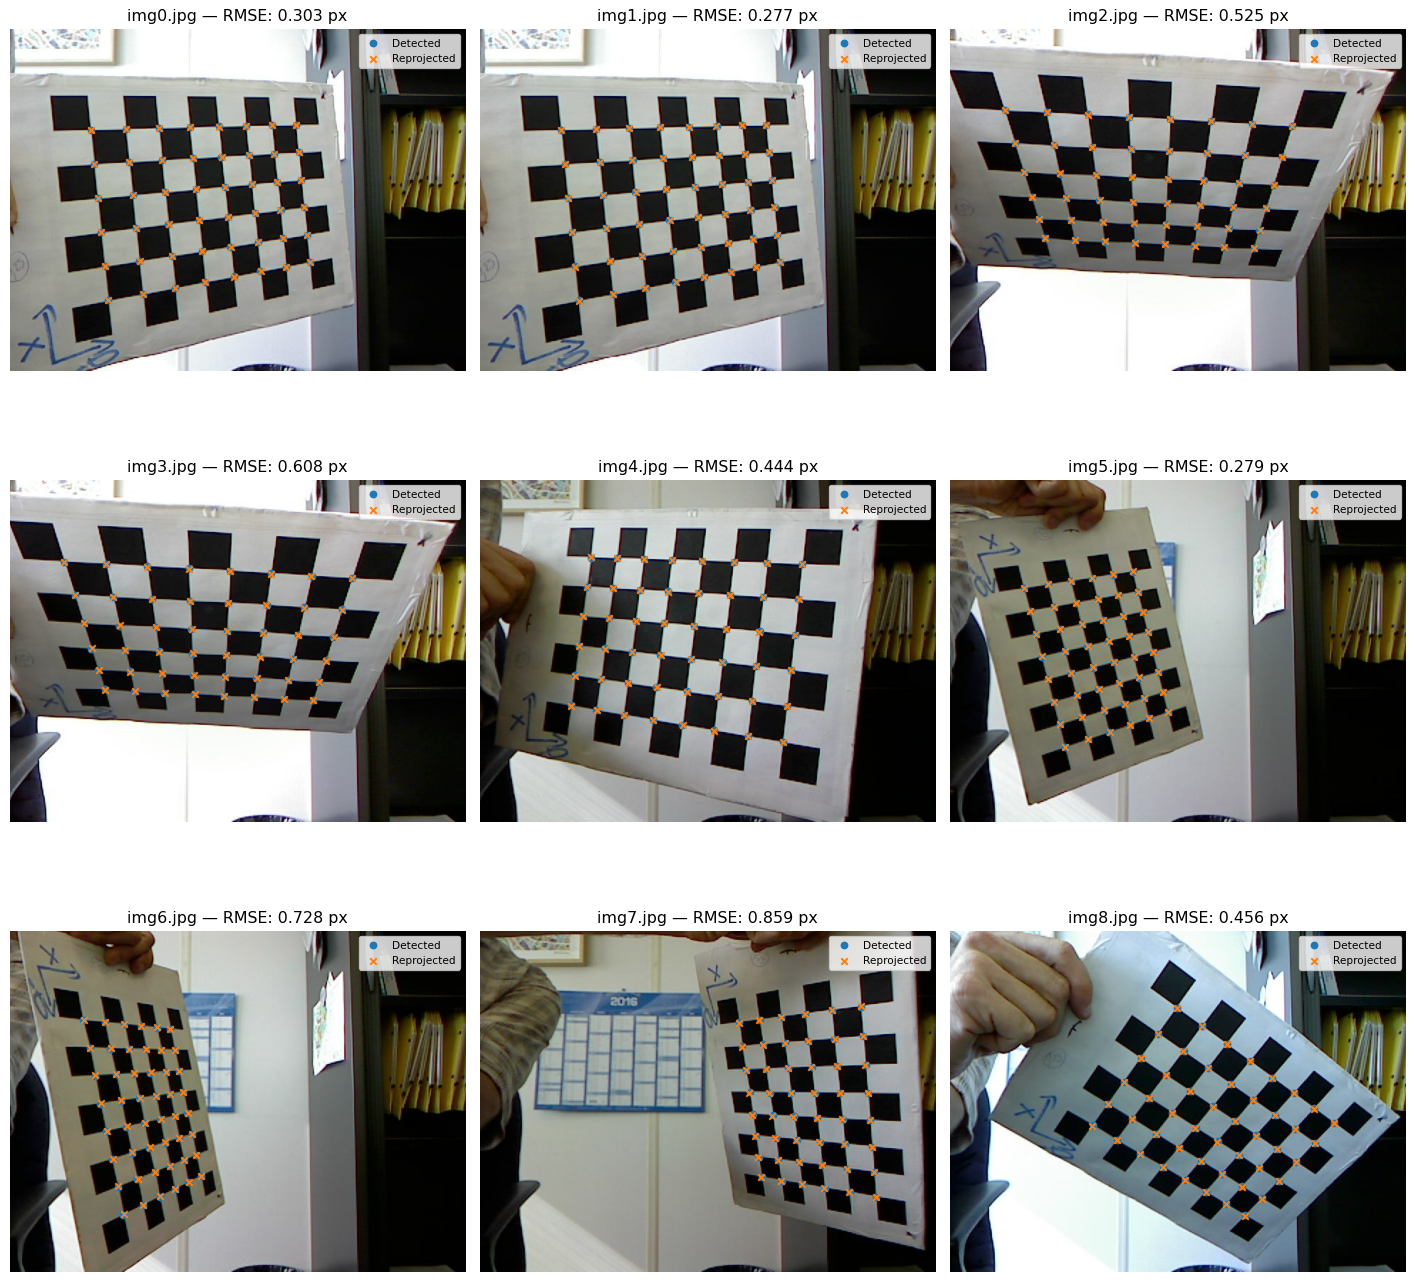 img0.jpg — RMSE: 0.303 px
Detected
Reprojected
img1.jpg — RMSE: 0.277 px
Detected
Reprojected
img2.jpg — RMSE: 0.525 px
Detected
Reprojected
img3.jpg — RMSE: 0.608 px
Detected
Reprojected
img4.jpg — RMSE: 0.444 px
Detected
Reprojected
img5.jpg — RMSE: 0.279 px
Detected
Reprojected
img6.jpg — RMSE: 0.728 px
Detected
Reprojected
img7.jpg — RMSE: 0.859 px
Detected
Reprojected
2016
img8.jpg — RMSE: 0.456 px
Detected
Reprojected